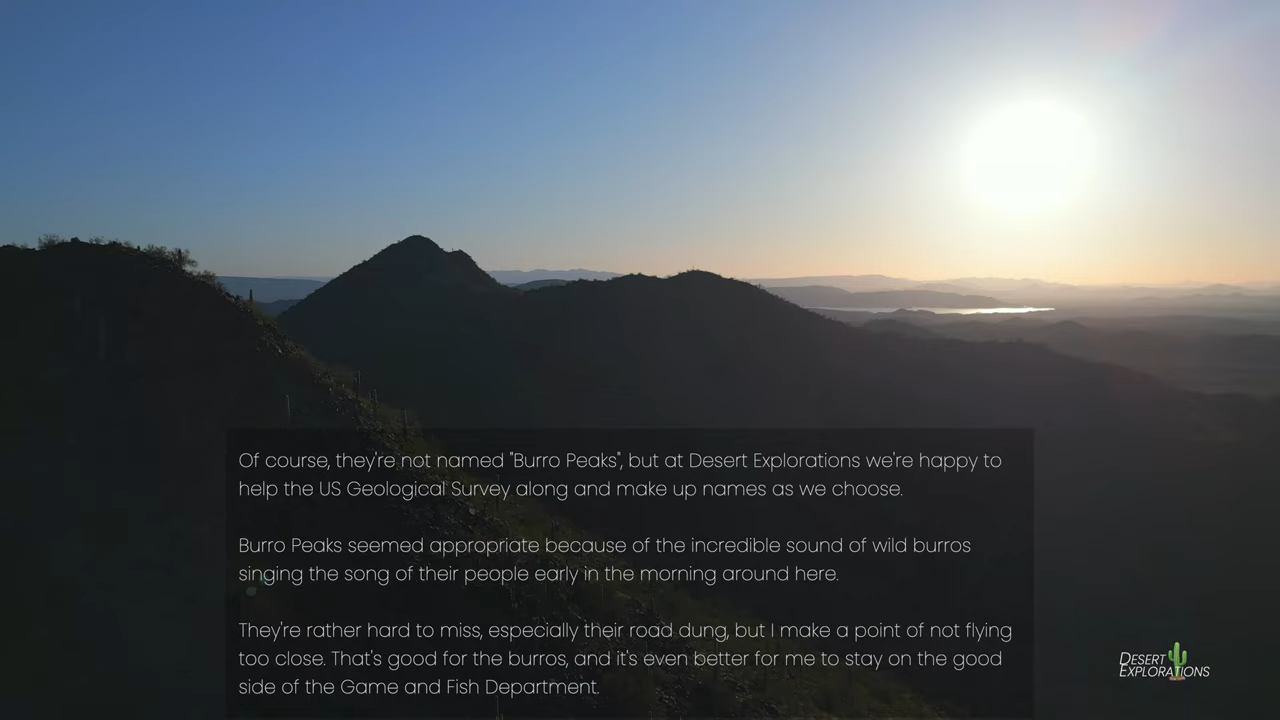 Of course, they're not named "Burro Peaks", but at Desert Explorations we're happy to
help the US Geological Survey along and make up names as we choose.
Burro Peaks seemed appropriate because of the incredible sound of wild burros
singing the song of their people early in the morning around here.
They're rather hard to miss, especially their road dung, but I make a point of not flying
too close. That's good for the burros, and it's even better for me to stay on the good
side of the Game and Fish Department.
DESERT
EXPLORATIONS